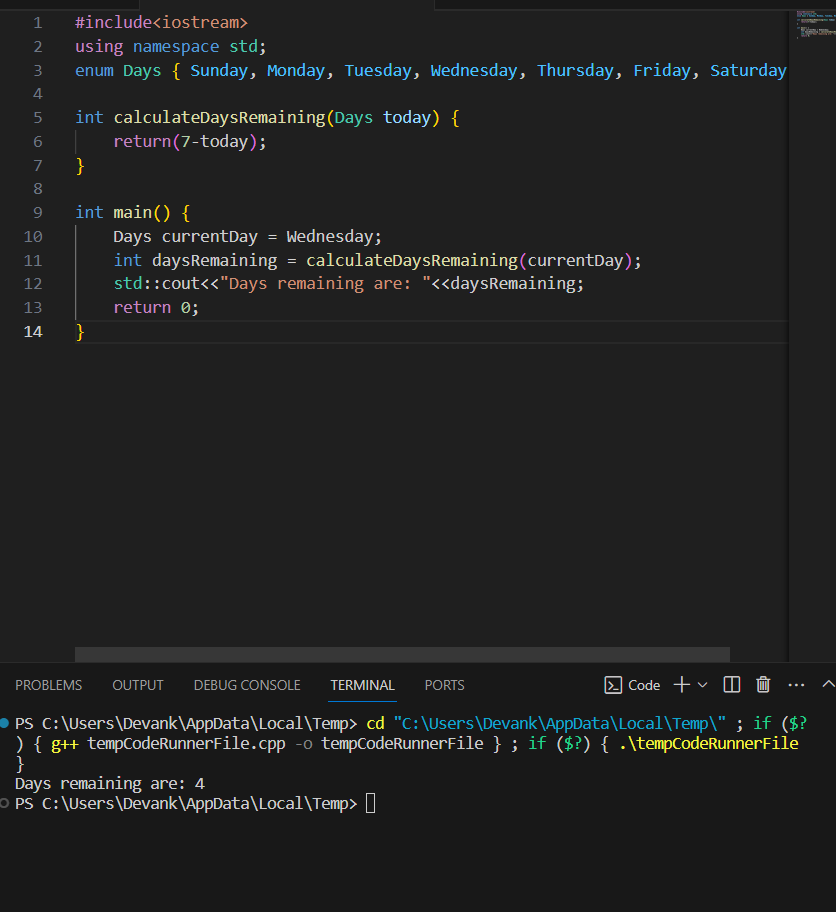 1 #include<iostream>
2 using namespace std;
3 enum Days { Sunday, Monday, Tuesday, Wednesday, Thursday, Friday, Saturday
4
5 int calculateDaysRemaining(Days today) {
6 return(7-today);
7 }
8
9 int main() {
10 Days currentDay = Wednesday;
11 int daysRemaining = calculateDaysRemaining(currentDay);
12 std::cout<<"Days remaining are: "<<daysRemaining;
13 return 0;
14 }
PROBLEMS OUTPUT DEBUG CONSOLE TERMINAL PORTS Code
PS C:\Users\Devank\AppData\Local\Temp> cd "C:\Users\Devank\AppData\Local\Temp\" ; if ($?
) { g++ tempCodeRunnerFile.cpp -o tempCodeRunnerFile } ; if ($?) { .\tempCodeRunnerFile
}
Days remaining are: 4
PS C:\Users\Devank\AppData\Local\Temp>